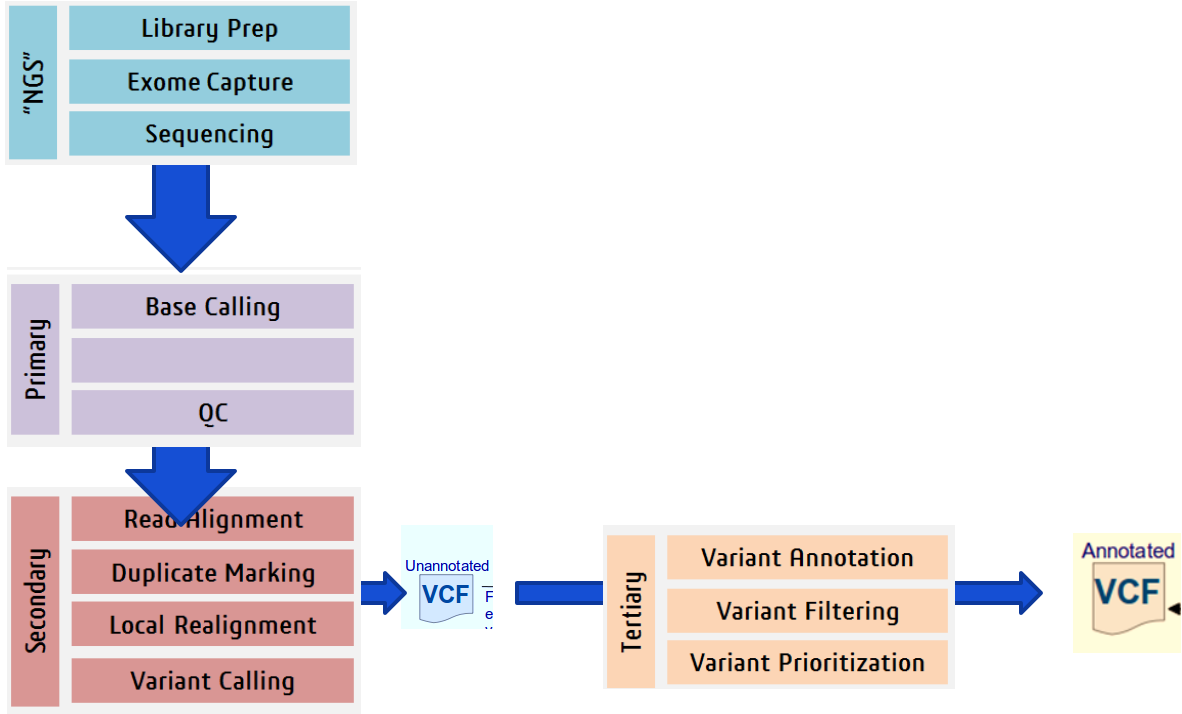 “NGS”
Library Prep
Exome Capture
Sequencing
Primary
Base Calling
QC
Secondary
Read Alignment
Duplicate Marking
Local Realignment
Variant Calling
Unannotated
VCF
F
e
Tertiary
Variant Annotation
Variant Filtering
Variant Prioritization
Annotated
VCF